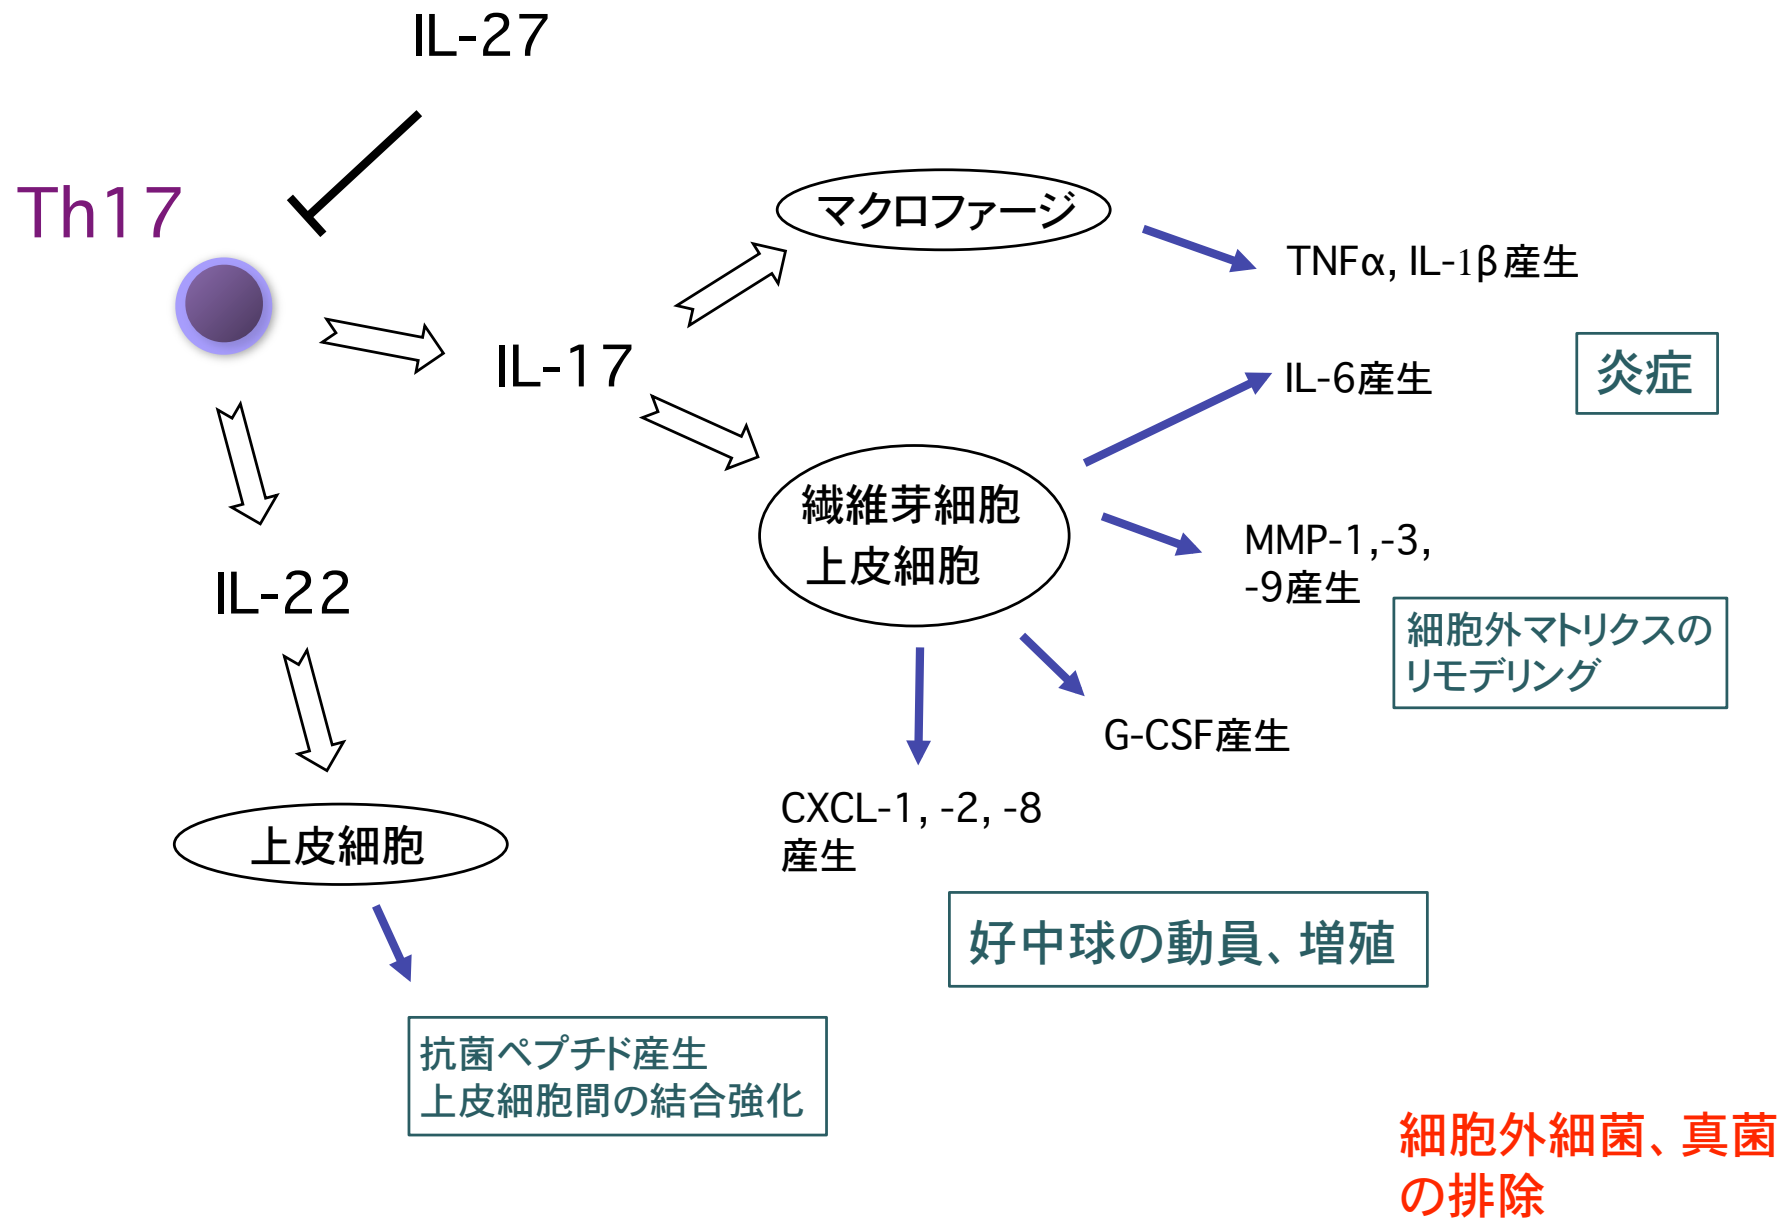 IL-27
Th17
マクロファージ
TNFα, IL-1β産生
IL-17
IL-6産生
炎症
繊維芽細胞
上皮細胞
MMP-1,-3,
-9産生
IL-22
細胞外マトリクスの
リモデリング
G-CSF産生
CXCL-1, -2, -8
産生
上皮細胞
好中球の動員、増殖
抗菌ペプチド産生
上皮細胞間の結合強化
細胞外細菌、真菌
の排除